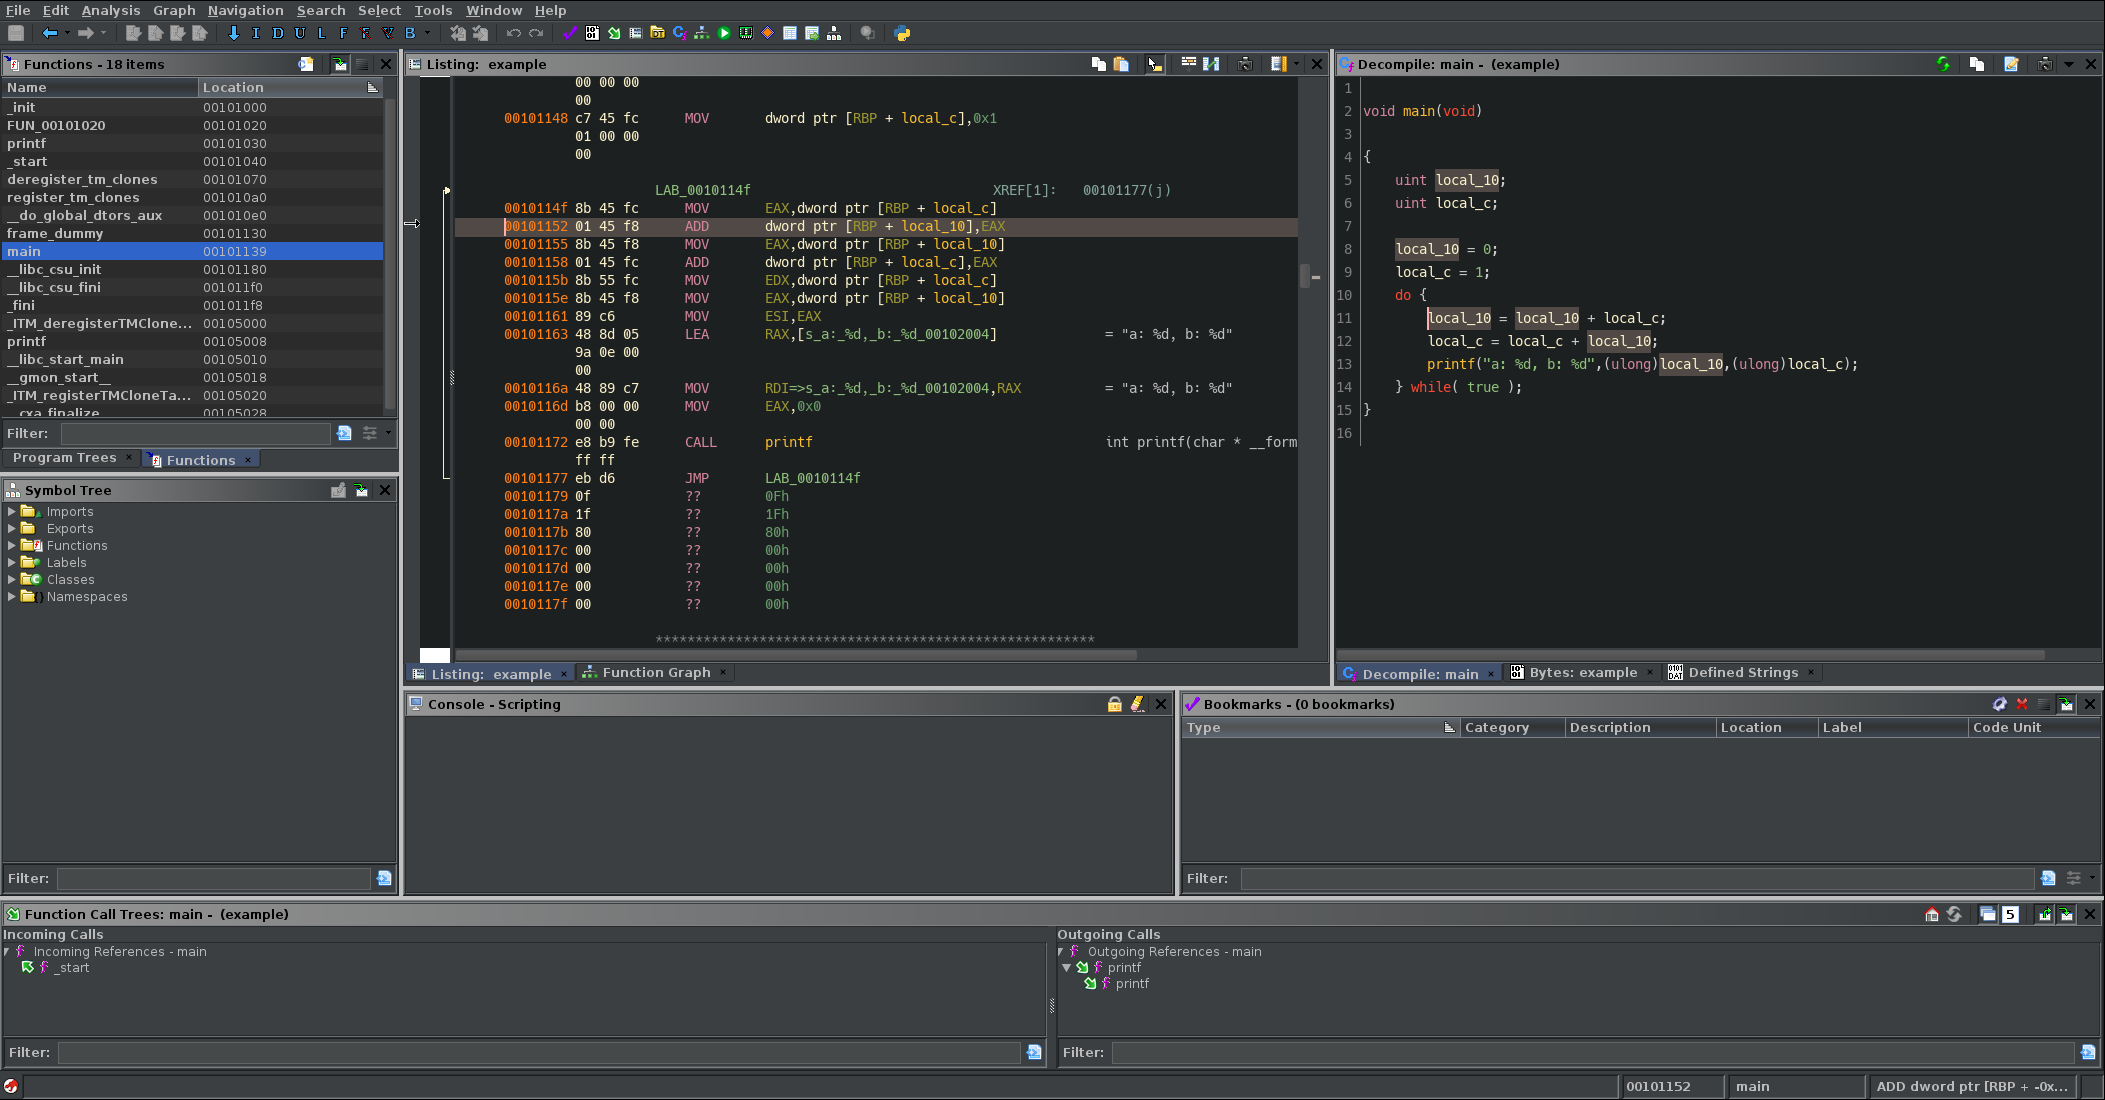 File Edit Analysis Graph Navigation Search Select Tools Window Help
I D U L F F V B
Functions - 18 items
Name Location
_init 00101000
FUN_00101020 00101020
printf 00101030
_start 00101040
deregister_tm_clones 00101070
register_tm_clones 001010a0
__do_global_dtors_aux 001010e0
frame_dummy 00101130
main 00101139
__libc_csu_init 00101180
__libc_csu_fini 001011f0
_fini 001011f8
_ITM_deregisterTMClone... 00105000
printf 00105008
__libc_start_main 00105010
__gmon_start__ 00105018
_ITM_registerTMCloneTa... 00105020
__cxa_finalize 00105028
Filter:
Program Trees × Functions ×
Symbol Tree
Imports
Exports
Functions
Labels
Classes
Namespaces
Filter:
Listing: example
00 00 00
00
00101148 c7 45 fc MOV dword ptr [RBP + local_c],0x1
01 00 00
00
LAB_0010114f XREF[1]: 00101177(j)
0010114f 8b 45 fc MOV EAX,dword ptr [RBP + local_c]
00101152 01 45 f8 ADD dword ptr [RBP + local_10],EAX
00101155 8b 45 f8 MOV EAX,dword ptr [RBP + local_10]
00101158 01 45 fc ADD dword ptr [RBP + local_c],EAX
0010115b 8b 55 fc MOV EDX,dword ptr [RBP + local_c]
0010115e 8b 45 f8 MOV EAX,dword ptr [RBP + local_10]
00101161 89 c6 MOV ESI,EAX
00101163 48 8d 05 LEA RAX,[s_a:_%d,_b:_%d_00102004] = "a: %d, b: %d"
9a 0e 00
00
0010116a 48 89 c7 MOV RDI=>s_a:_%d,_b:_%d_00102004,RAX = "a: %d, b: %d"
0010116d b8 00 00 MOV EAX,0x0
00 00
00101172 e8 b9 fe CALL printf int printf(char * __form
ff ff
00101177 eb d6 JMP LAB_0010114f
00101179 0f ?? 0Fh
0010117a 1f ?? 1Fh
0010117b 80 ?? 80h
0010117c 00 ?? 00h
0010117d 00 ?? 00h
0010117e 00 ?? 00h
0010117f 00 ?? 00h
*******************************************************
Listing: example × Function Graph ×
Decompile: main - (example)
1
2 void main(void)
3
4 {
5 uint local_10;
6 uint local_c;
7
8 local_10 = 0;
9 local_c = 1;
10 do {
11 local_10 = local_10 + local_c;
12 local_c = local_c + local_10;
13 printf("a: %d, b: %d",(ulong)local_10,(ulong)local_c);
14 } while( true );
15 }
16
Decompile: main × Bytes: example × Defined Strings ×
Console - Scripting
Bookmarks - (0 bookmarks)
Type Category Description Location Label Code Unit
Filter:
Function Call Trees: main - (example) 5
Incoming Calls
Incoming References - main
_start
Filter:
Outgoing Calls
Outgoing References - main
printf
printf
Filter:
00101152 main ADD dword ptr [RBP + -0x...